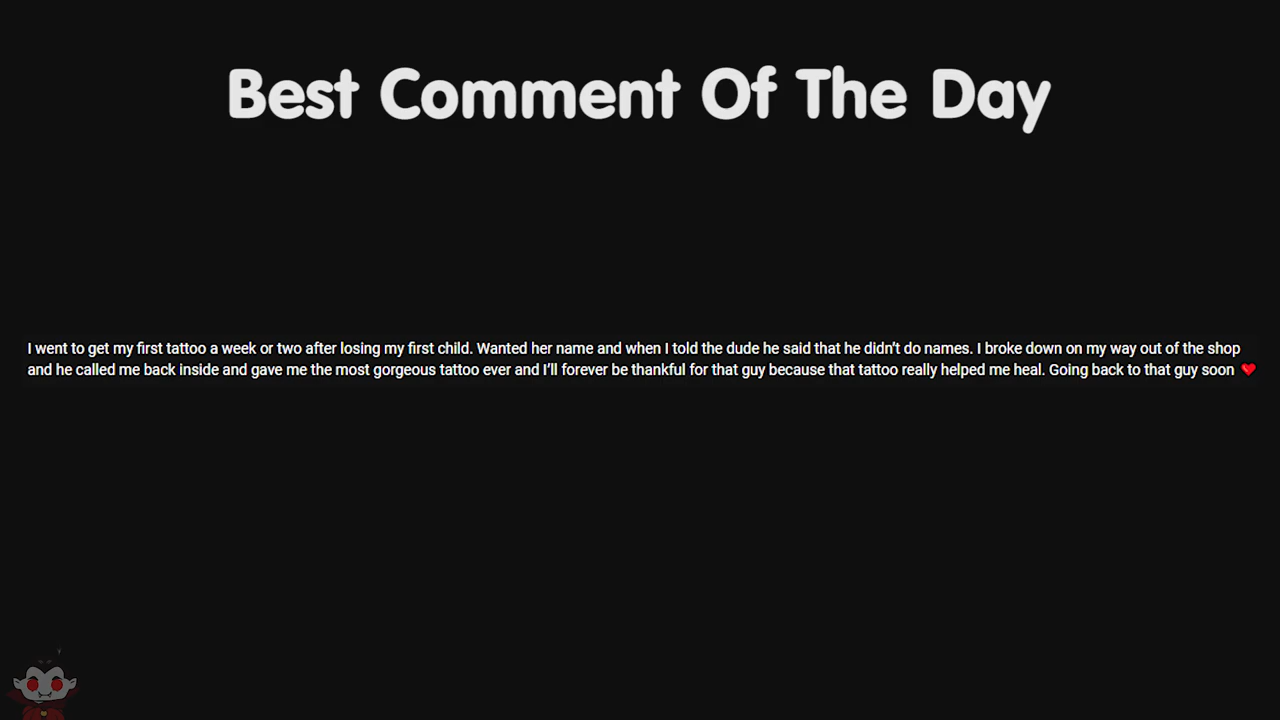 Best Comment Of The Day
I went to get my first tattoo a week or two after losing my first child. Wanted her name and when I told the dude he said that he didn’t do names. I broke down on my way out of the shop
and he called me back inside and gave me the most gorgeous tattoo ever and I’ll forever be thankful for that guy because that tattoo really helped me heal. Going back to that guy soon ❤️